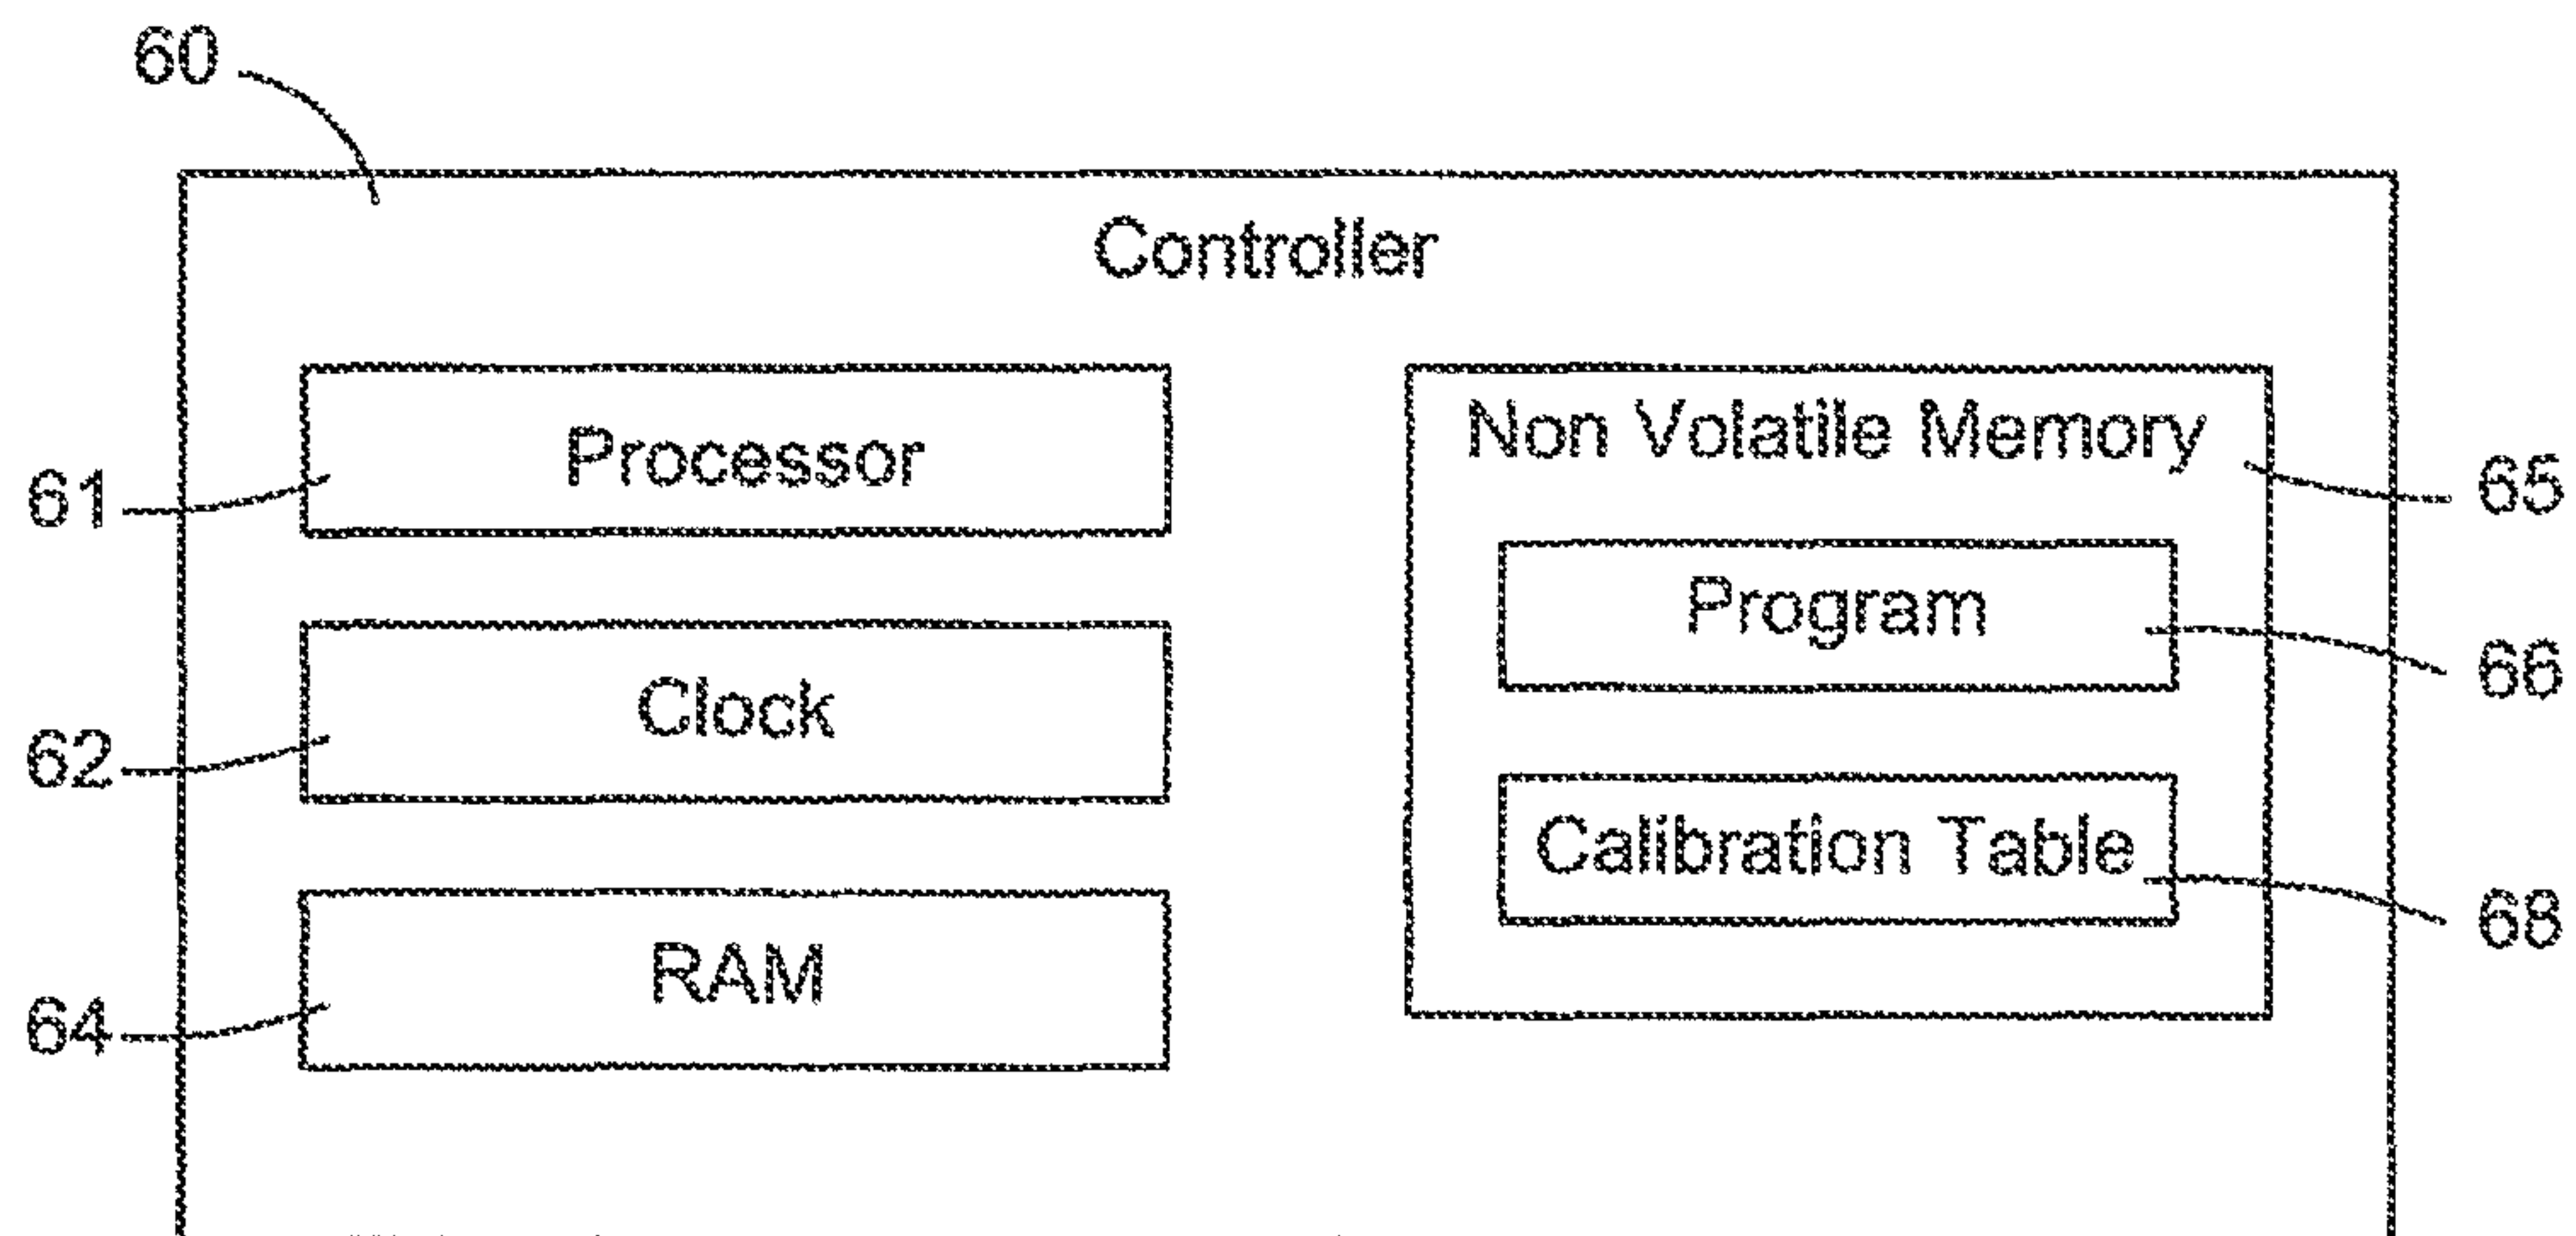 60
Controller
Processor
61
Clock
62
RAM
64
Non Volatile Memory
65
Program
66
Calibration Table
68